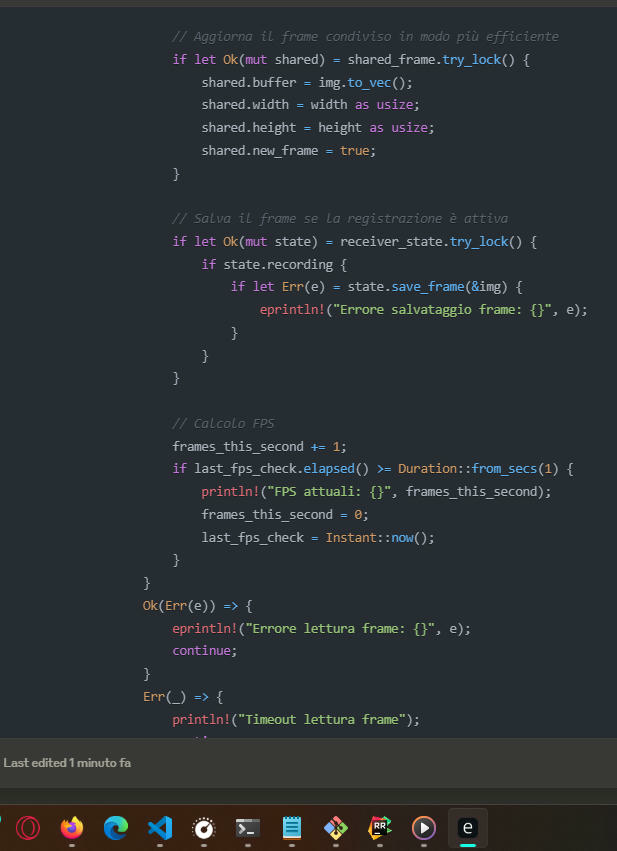 // Aggiorna il frame condiviso in modo più efficiente
if let Ok(mut shared) = shared_frame.try_lock() {
    shared.buffer = img.to_vec();
    shared.width = width as usize;
    shared.height = height as usize;
    shared.new_frame = true;
}

// Salva il frame se la registrazione è attiva
if let Ok(mut state) = receiver_state.try_lock() {
    if state.recording {
        if let Err(e) = state.save_frame(&img) {
            eprintln!("Errore salvataggio frame: {}", e);
        }
    }
}

// Calcolo FPS
frames_this_second += 1;
if last_fps_check.elapsed() >= Duration::from_secs(1) {
    println!("FPS attuali: {}", frames_this_second);
    frames_this_second = 0;
    last_fps_check = Instant::now();
}
}
Ok(Err(e)) => {
    eprintln!("Errore lettura frame: {}", e);
    continue;
}
Err(_) => {
    println!("Timeout lettura frame");
Last edited 1 minuto fa
RR
e